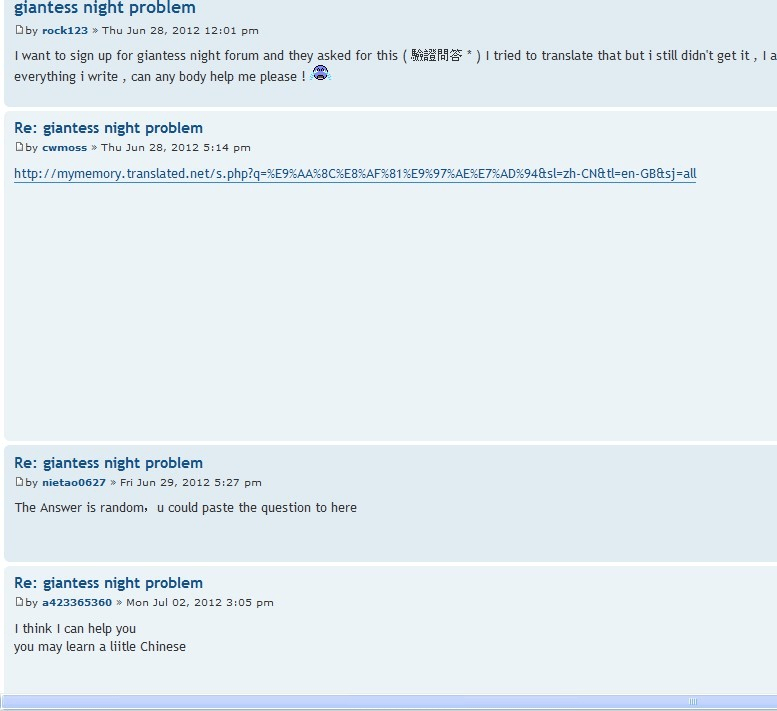 giantess night problem
by rock123 » Thu Jun 28, 2012 12:01 pm
I want to sign up for giantess night forum and they asked for this ( 驗證問答 * ) I tried to translate that but i still didn't get it , I a
everything i write , can any body help me please !
Re: giantess night problem
by cwmoss » Thu Jun 28, 2012 5:14 pm
http://mymemory.translated.net/s.php?q=%E9%AA%8C%E8%AF%81%E9%97%AE%E7%AD%94&sl=zh-CN&tl=en-GB&sj=all
Re: giantess night problem
by nietao0627 » Fri Jun 29, 2012 5:27 pm
The Answer is random，u could paste the question to here
Re: giantess night problem
by a423365360 » Mon Jul 02, 2012 3:05 pm
I think I can help you
you may learn a liitle Chinese